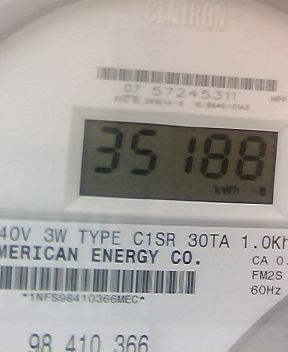 CENTRON
07 57245311
35188
kWh
40V 3W TYPE C1SR 30TA 1.0Kh
MERICAN ENERGY CO.
CA 0.
FM2S
60Hz
*1NFS98410366MEC*
98 410 366